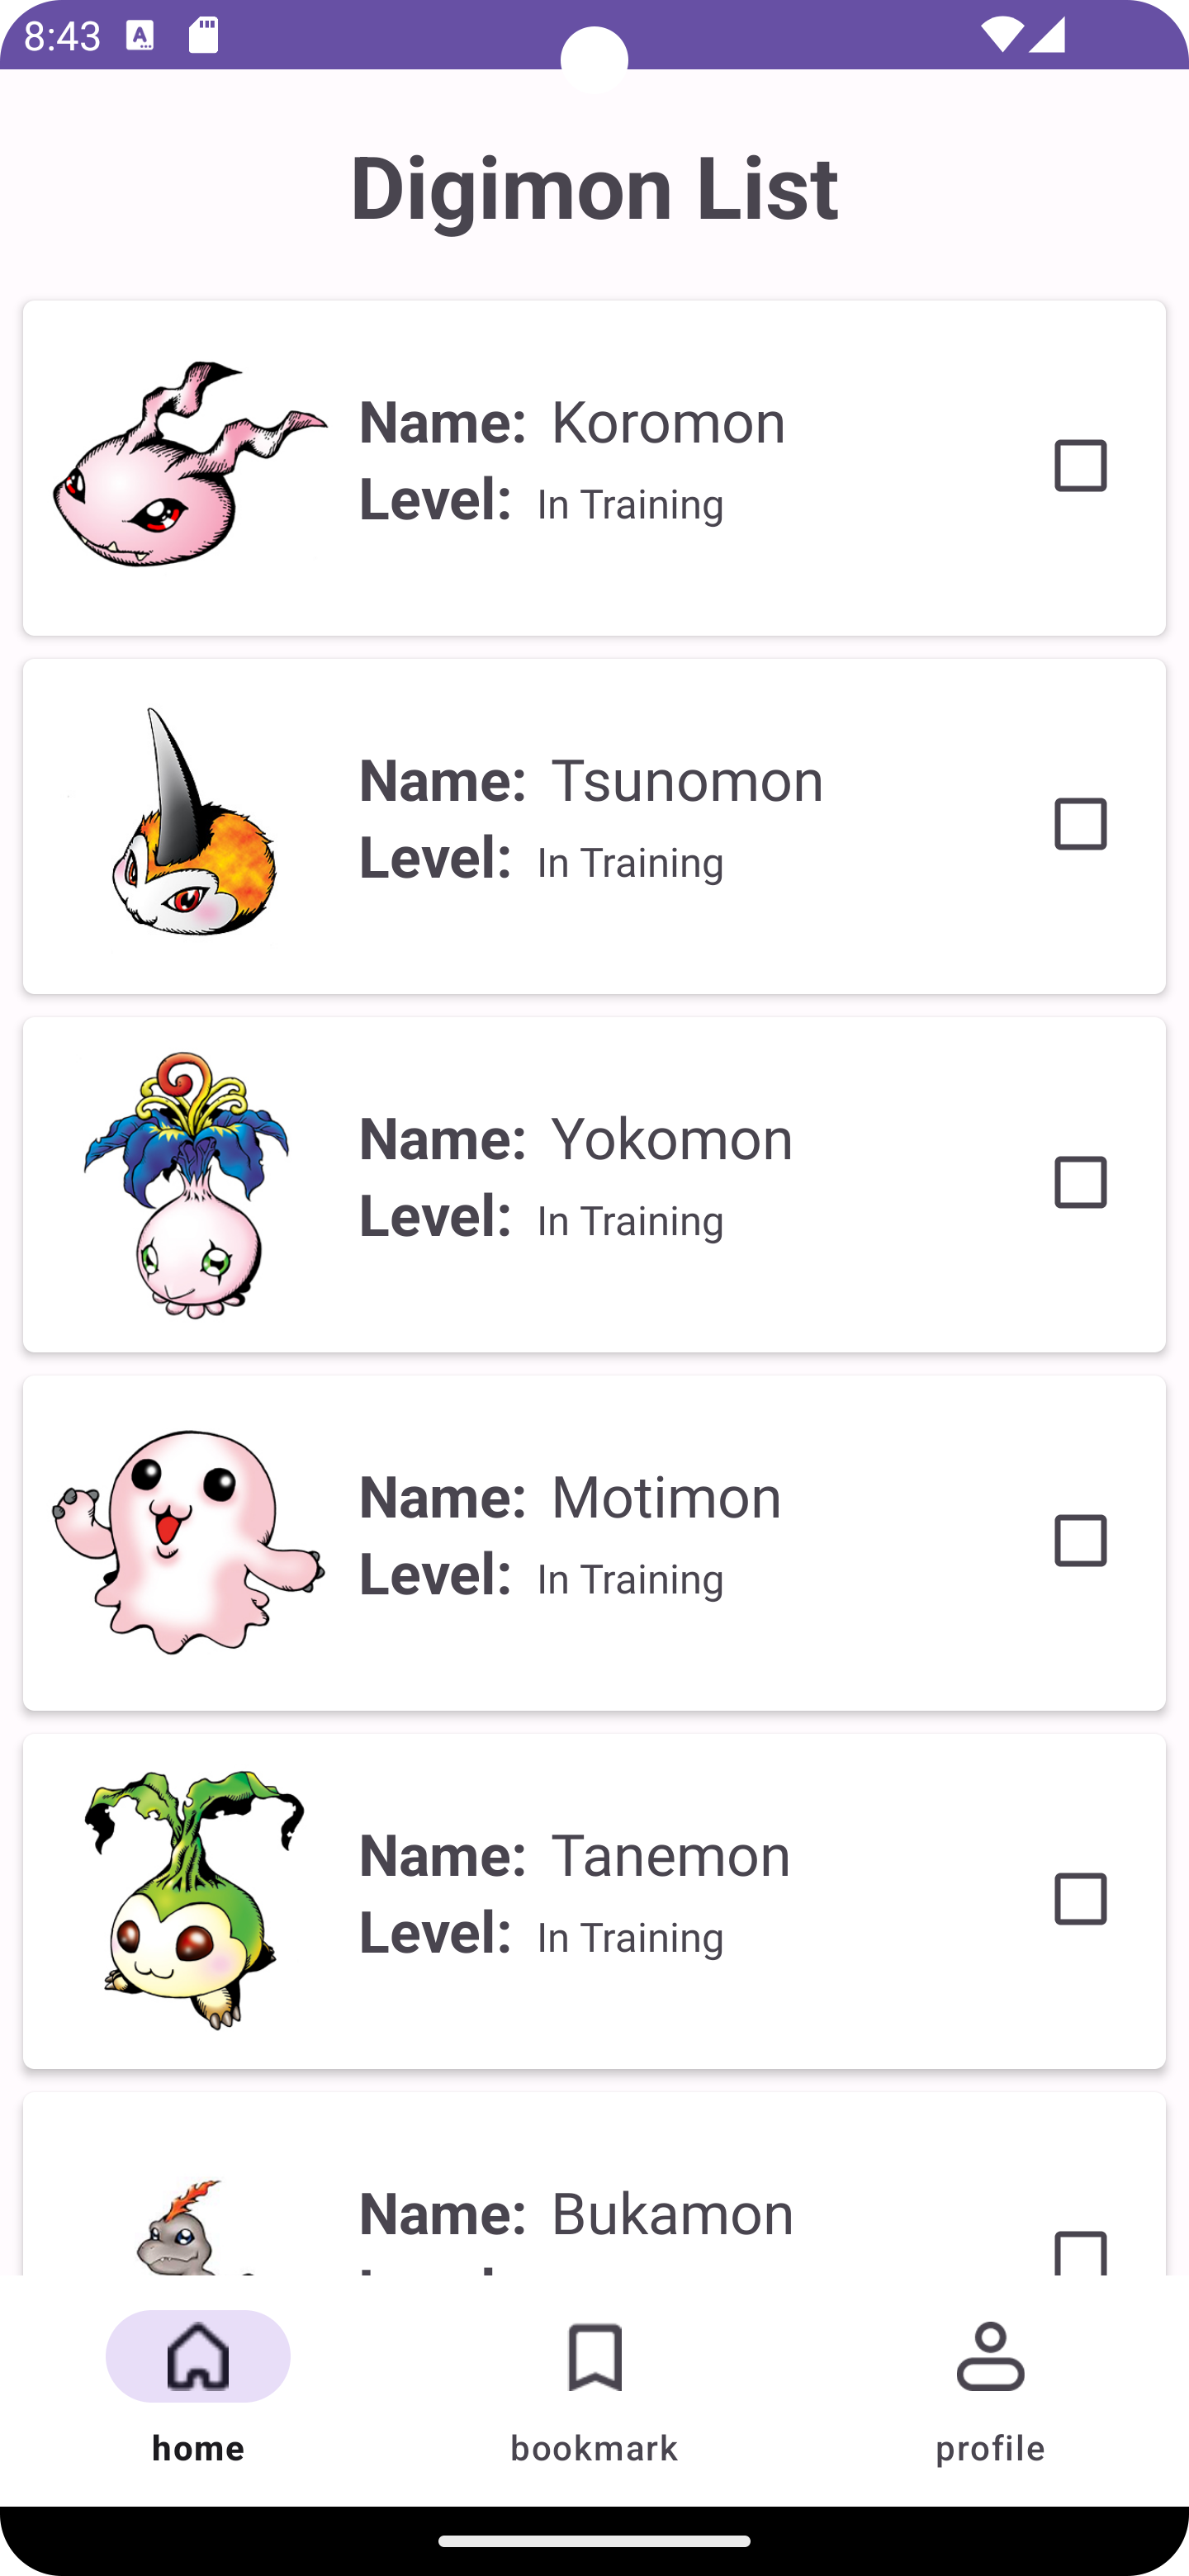 8:43
Digimon List
Name: Koromon
Level: In Training
Name: Tsunomon
Level: In Training
Name: Yokomon
Level: In Training
Name: Motimon
Level: In Training
Name: Tanemon
Level: In Training
Name: Bukamon
home bookmark profile